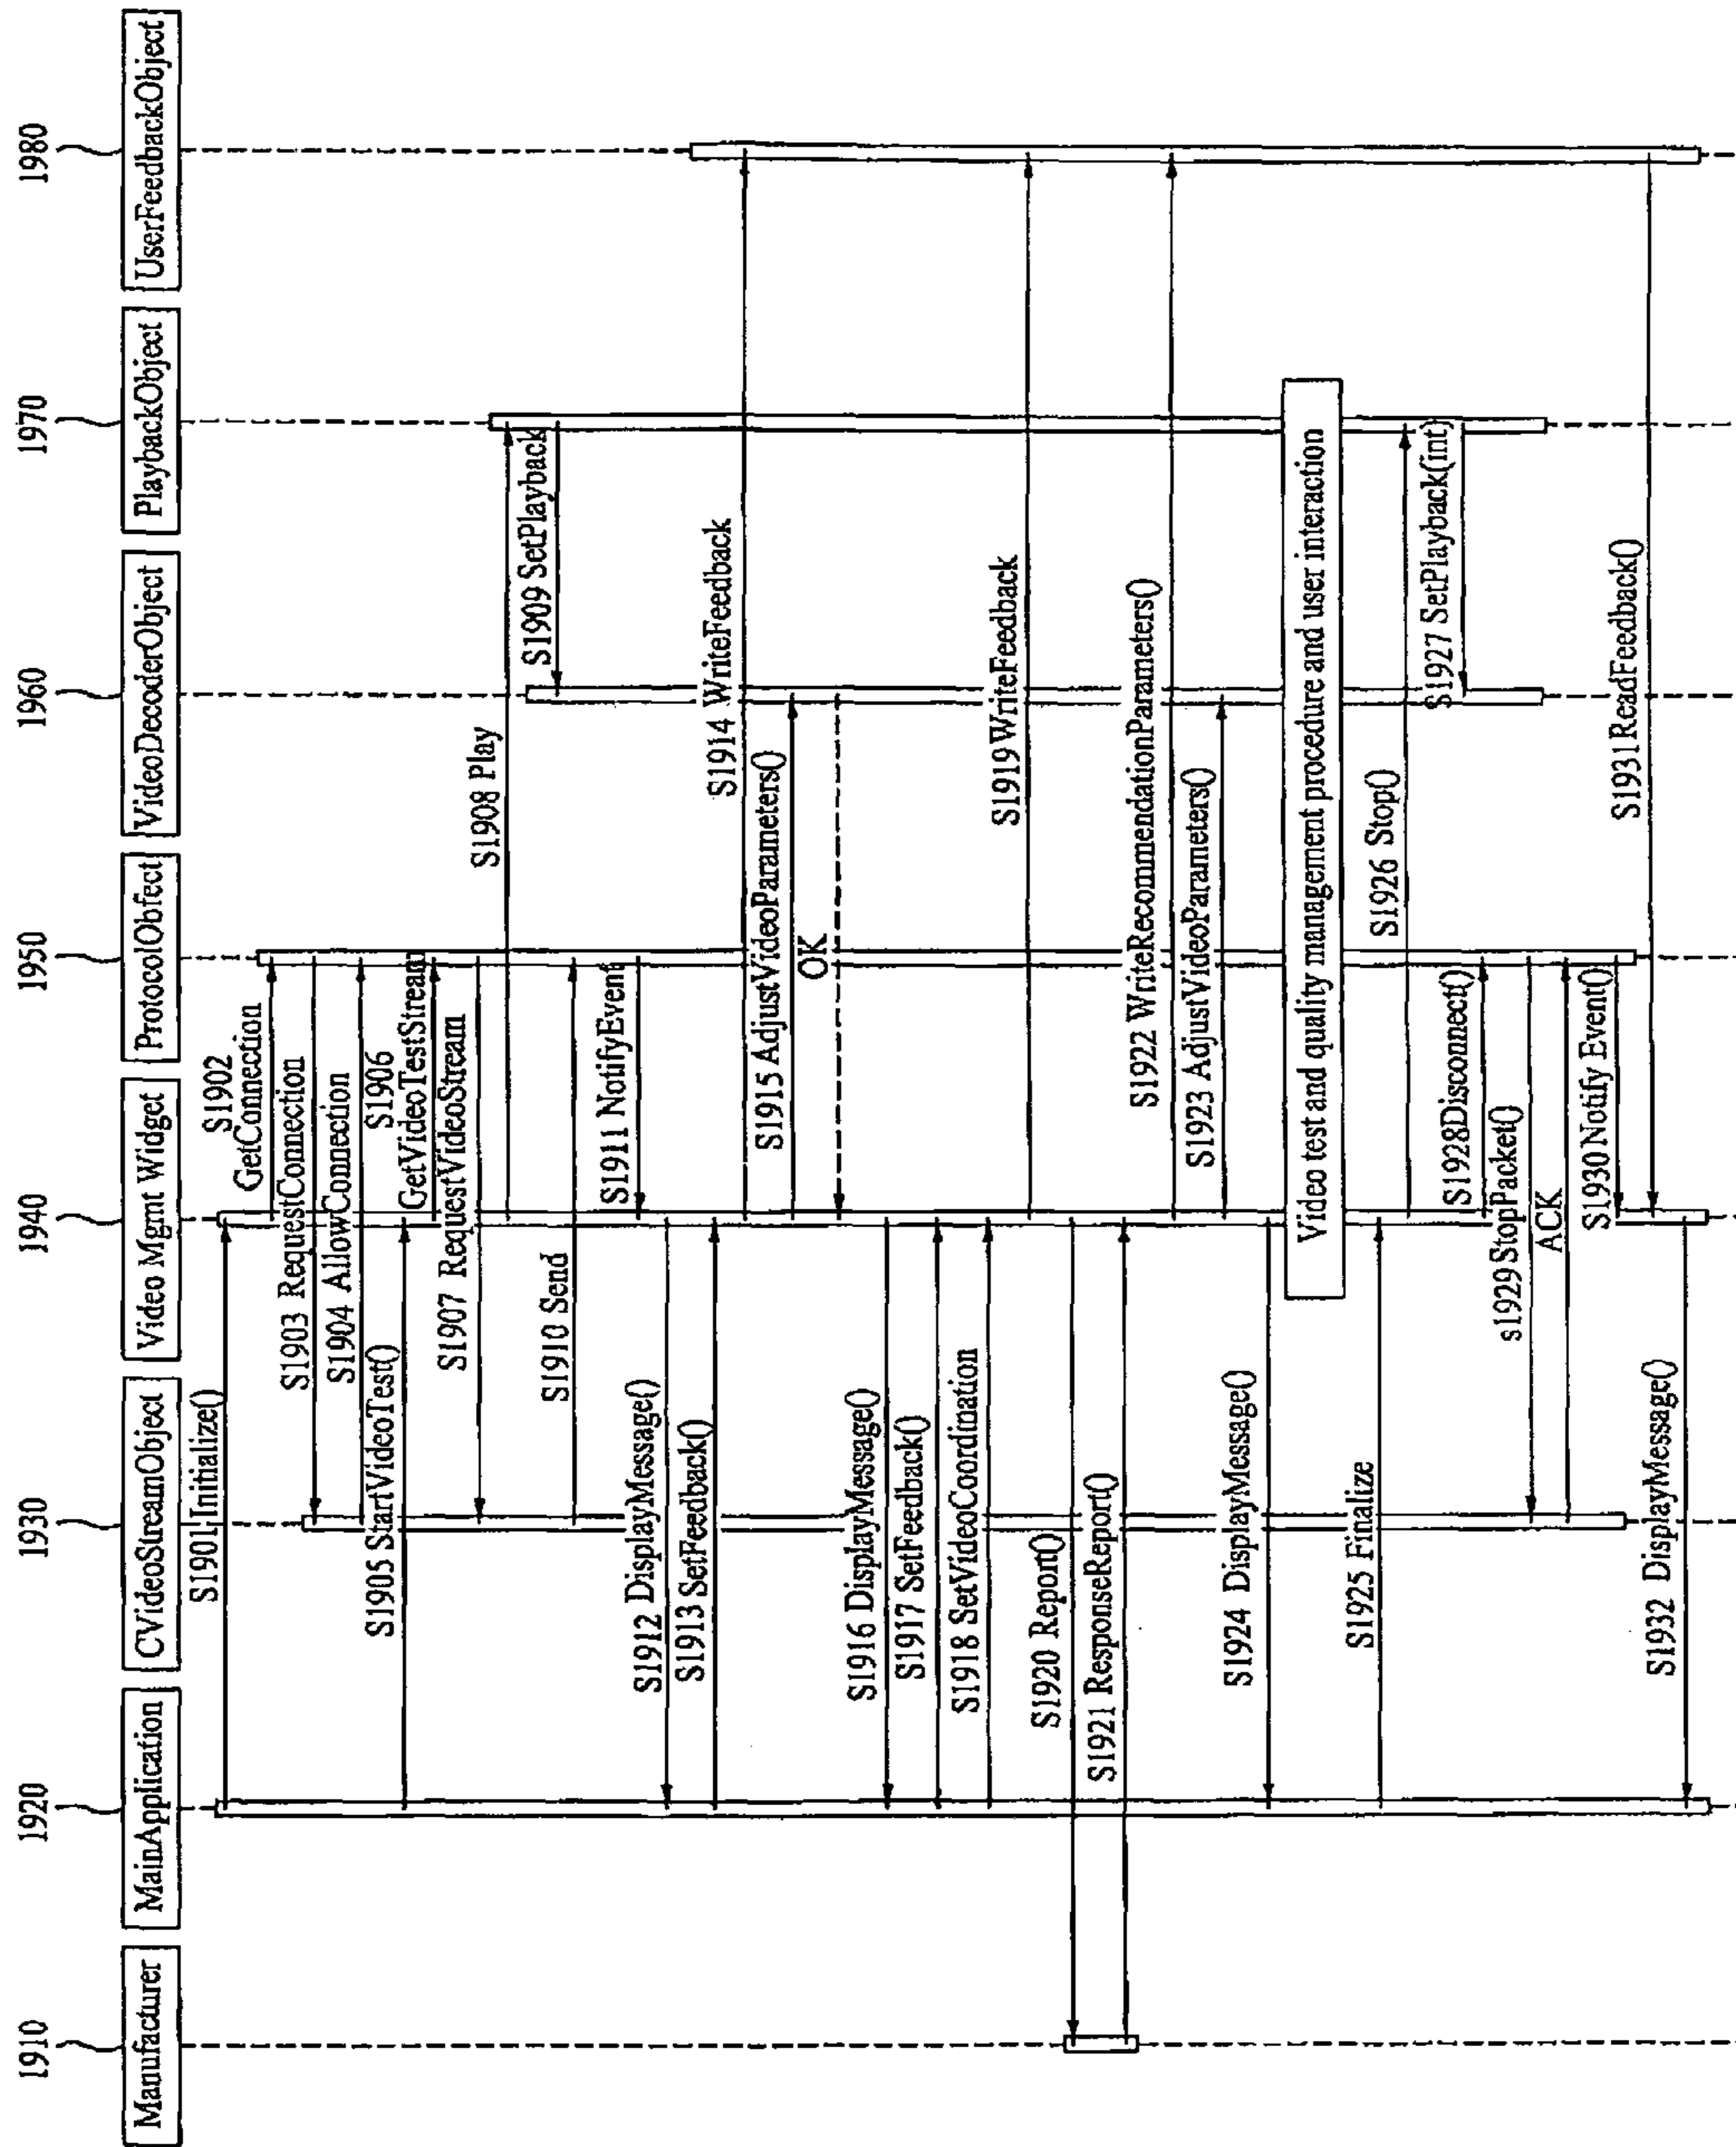 1910
1920
1930
1940
1950
1960
1970
1980
Manufacturer
MainApplication
CVideoStreamObject
Video Mgmt Widget
ProtocolObfect
VideoDecoderObject
PlaybackObject
UserFeedbackObject
S1901 Initialize()
S1902
GetConnection
S1903 RequestConnection
S1904 AllowConnection
S1905 StartVideoTest()
S1906
GetVideoTestStream
S1907 RequestVideoStream
S1908 Play
S1909 SetPlayback
S1910 Send
S1911 NotifyEvent
S1912 DisplayMessage()
S1913 SetFeedback()
S1914 WriteFeedback
S1915 AdjustVideoParameters()
OK
S1916 DisplayMessage()
S1917 SetFeedback()
S1918 SetVideoCoordination
S1919 WriteFeedback
S1920 Report()
S1921 ResponseReport()
S1922 WriteRecommendationParameters()
S1923 AdjustVideoParameters()
S1924 DisplayMessage()
Video test and quality management procedure and user interaction
S1925 Finalize
S1926 Stop()
S1927 SetPlayback(int)
S1928Disconnect()
s1929 StopPacket()
ACK
S1930 Notify Event()
S1931 ReadFeedback()
S1932 DisplayMessage()